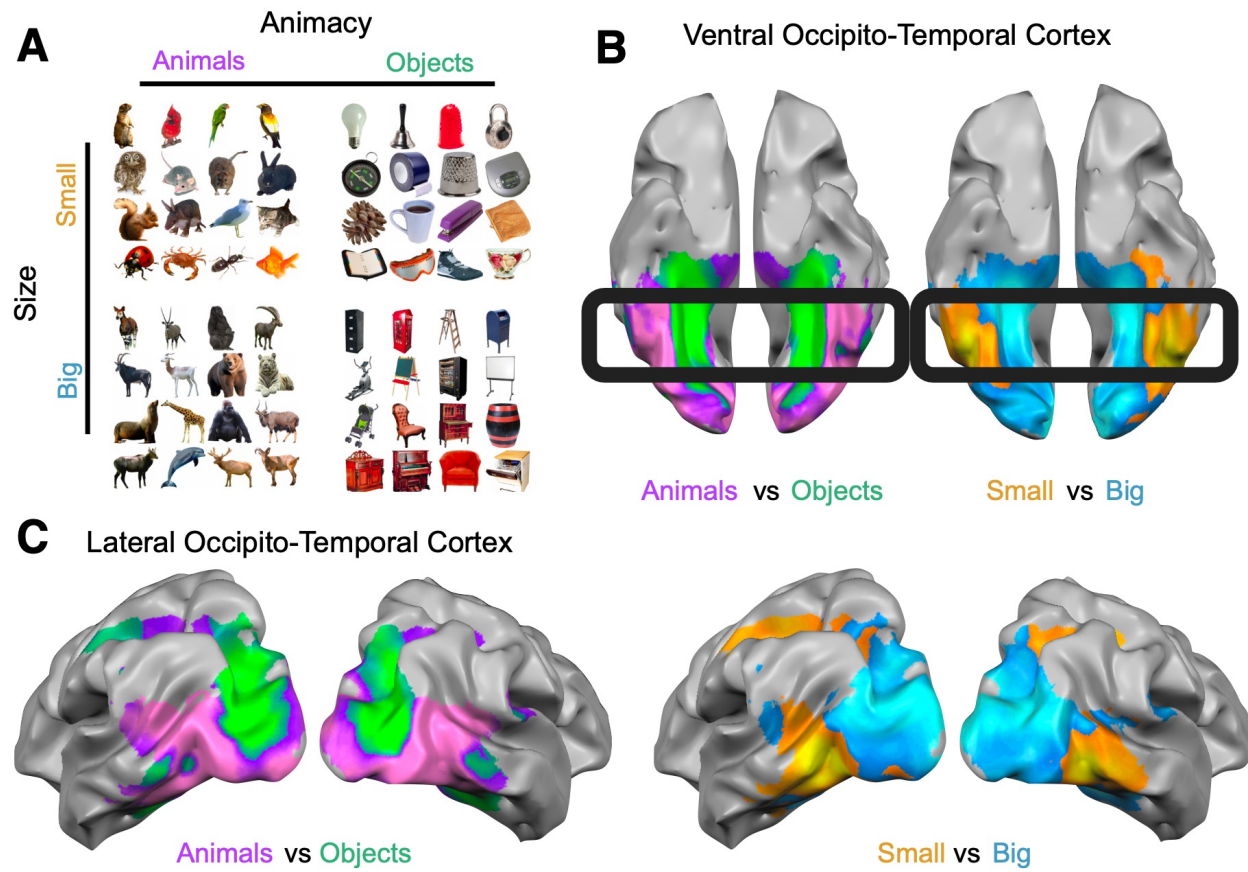 A
Animacy
Animals
Objects
Size
Small
Big
B
Ventral Occipito-Temporal Cortex
Animals vs Objects
Small vs Big
C
Lateral Occipito-Temporal Cortex
Animals vs Objects
Small vs Big